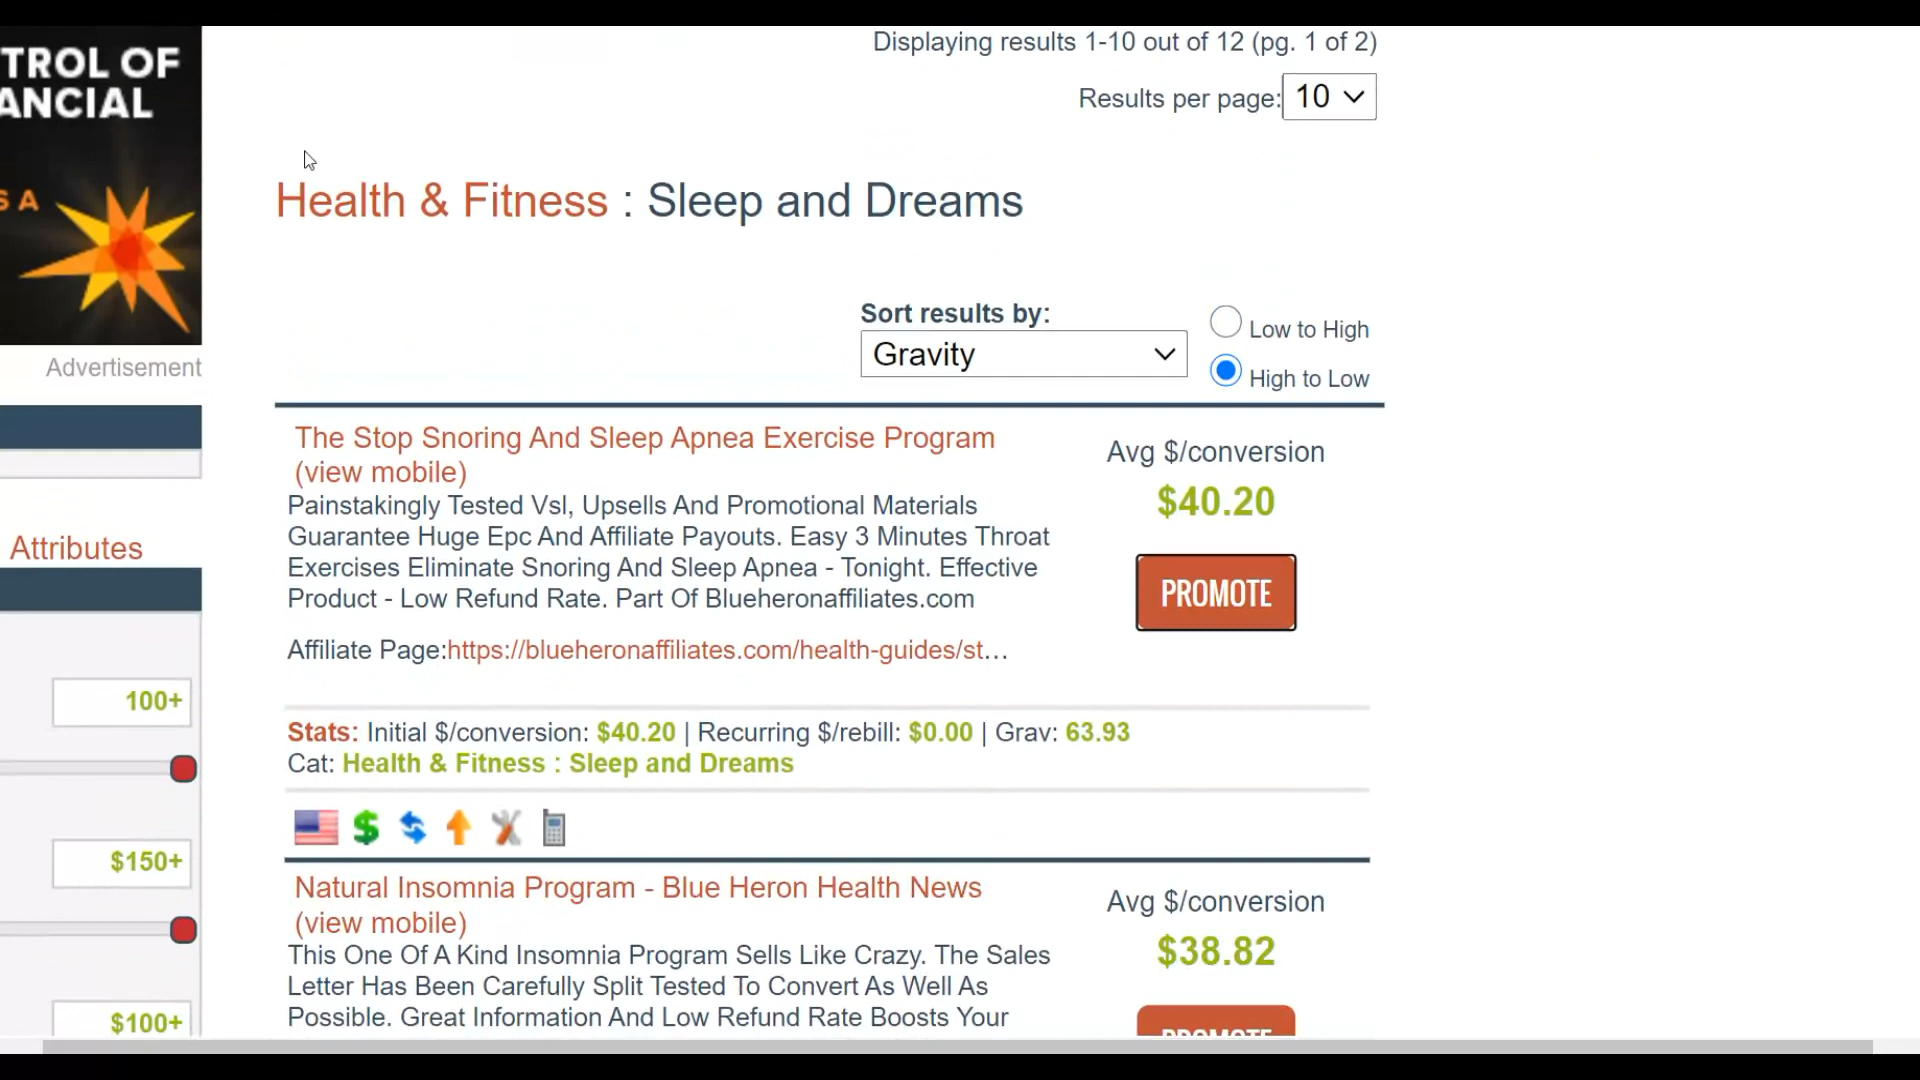 TROL OF
ANCIAL
S A
Advertisement
Attributes
100+
$150+
$100+
Displaying results 1-10 out of 12 (pg. 1 of 2)
Results per page: 10
Health & Fitness : Sleep and Dreams
Sort results by:
Gravity
Low to High
High to Low
The Stop Snoring And Sleep Apnea Exercise Program
(view mobile)
Painstakingly Tested Vsl, Upsells And Promotional Materials
Guarantee Huge Epc And Affiliate Payouts. Easy 3 Minutes Throat
Exercises Eliminate Snoring And Sleep Apnea - Tonight. Effective
Product - Low Refund Rate. Part Of Blueheronaffiliates.com
Affiliate Page:https://blueheronaffiliates.com/health-guides/st...
Avg $/conversion
$40.20
PROMOTE
Stats: Initial $/conversion: $40.20 | Recurring $/rebill: $0.00 | Grav: 63.93
Cat: Health & Fitness : Sleep and Dreams
Natural Insomnia Program - Blue Heron Health News
(view mobile)
This One Of A Kind Insomnia Program Sells Like Crazy. The Sales
Letter Has Been Carefully Split Tested To Convert As Well As
Possible. Great Information And Low Refund Rate Boosts Your
Avg $/conversion
$38.82
PROMOTE